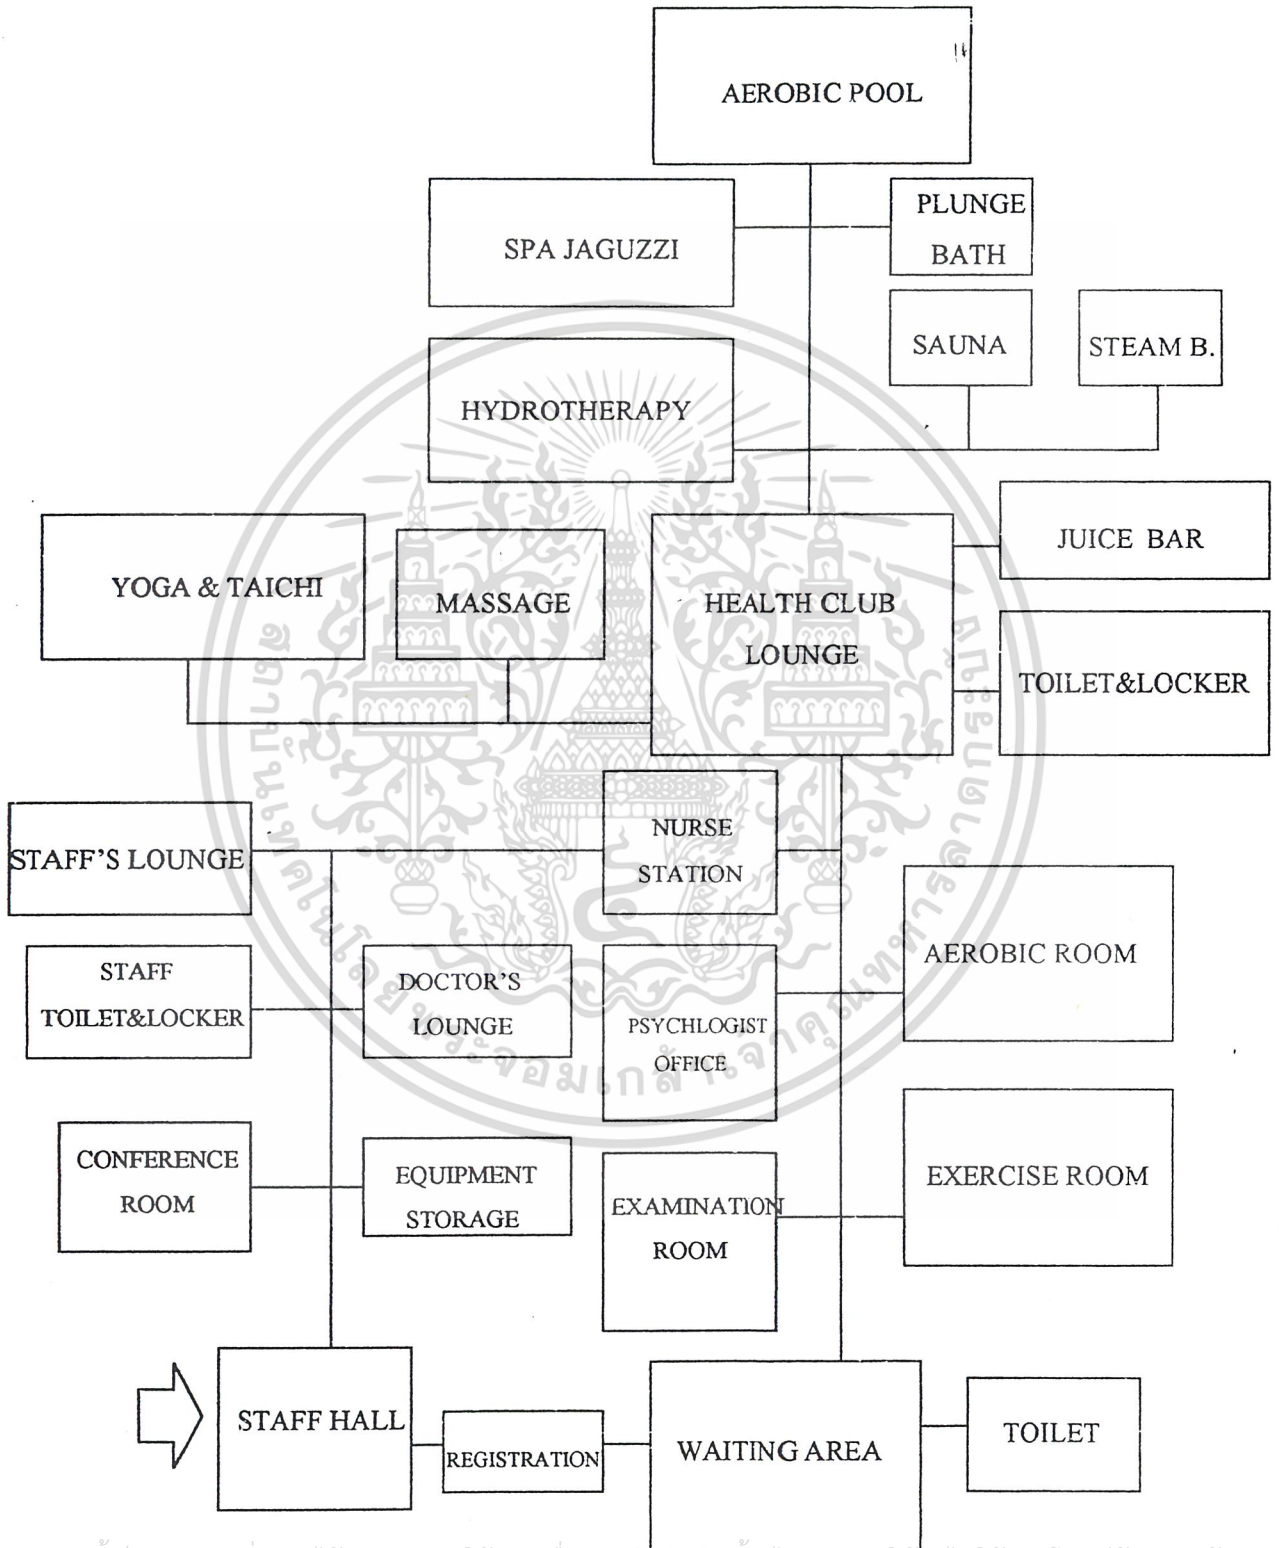 AEROBIC POOL
SPA JAGUZZI
PLUNGE
BATH
SAUNA
STEAM B.
HYDROTHERAPY
JUICE BAR
YOGA & TAICHI
MASSAGE
HEALTH CLUB
LOUNGE
TOILET&LOCKER
STAFF'S LOUNGE
NURSE
STATION
STAFF
TOILET&LOCKER
DOCTOR'S
LOUNGE
PSYCHLOGIST
OFFICE
AEROBIC ROOM
CONFERENCE
ROOM
EQUIPMENT
STORAGE
EXAMINATION
ROOM
EXERCISE ROOM
STAFF HALL
REGISTRATION
WAITING AREA
TOILET